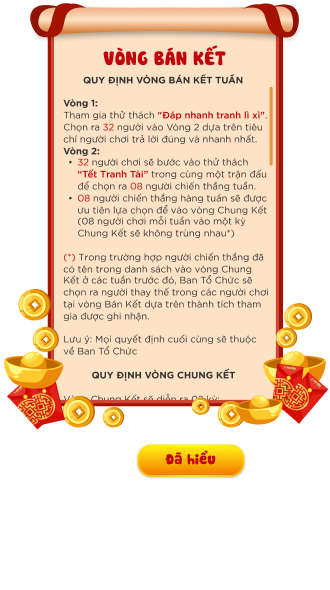 VÒNG BÁN KẾT
QUY ĐỊNH VÒNG BÁN KẾT TUẦN
Vòng 1:
Tham gia thử thách "Đáp nhanh tranh lì xì".
Chọn ra 32 người vào Vòng 2 dựa trên tiêu
chí người chơi trả lời đúng và nhanh nhất.
Vòng 2:
• 32 người chơi sẽ bước vào thử thách
“Tết Tranh Tài” trong cùng một trận đấu
để chọn ra 08 người chiến thắng tuần.
• 08 người chiến thắng hàng tuần sẽ được
ưu tiên lựa chọn để vào vòng Chung Kết
(08 người chơi mỗi tuần vào một kỳ
Chung Kết sẽ không trùng nhau*)
(*) Trong trường hợp người chiến thắng đã
có tên trong danh sách vào vòng Chung
Kết ở các tuần trước đó, Ban Tổ Chức sẽ
chọn ra người thay thế trong các người chơi
tại vòng Bán Kết dựa trên thành tích tham
gia được ghi nhận.
Lưu ý: Mọi quyết định cuối cùng sẽ thuộc
về Ban Tổ Chức
QUY ĐỊNH VÒNG CHUNG KẾT
Vòng Chung Kết sẽ diễn ra 02 kỳ:
Đã hiểu